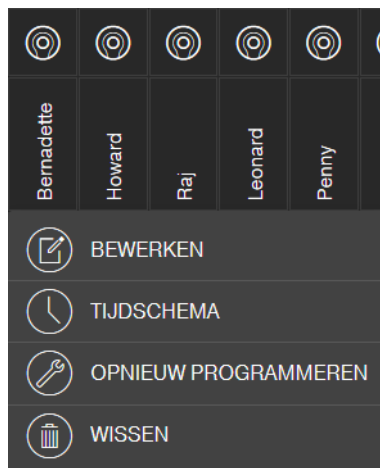 Bernadette
Howard
Raj
Leonard
Penny
BEWERKEN
TIJDSCHEMA
OPNIEUW PROGRAMMEREN
WISSEN